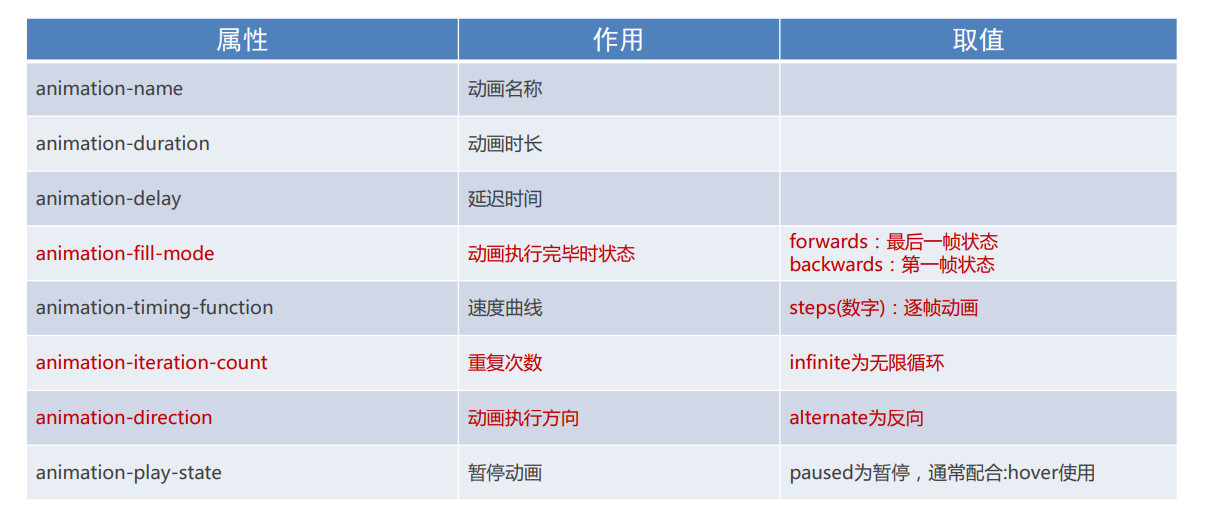 属性 作用 取值
animation-name 动画名称
animation-duration 动画时长
animation-delay 延迟时间
animation-fill-mode 动画执行完毕时状态 forwards：最后一帧状态
backwards：第一帧状态
animation-timing-function 速度曲线 steps(数字)：逐帧动画
animation-iteration-count 重复次数 infinite为无限循环
animation-direction 动画执行方向 alternate为反向
animation-play-state 暂停动画 paused为暂停，通常配合:hover使用